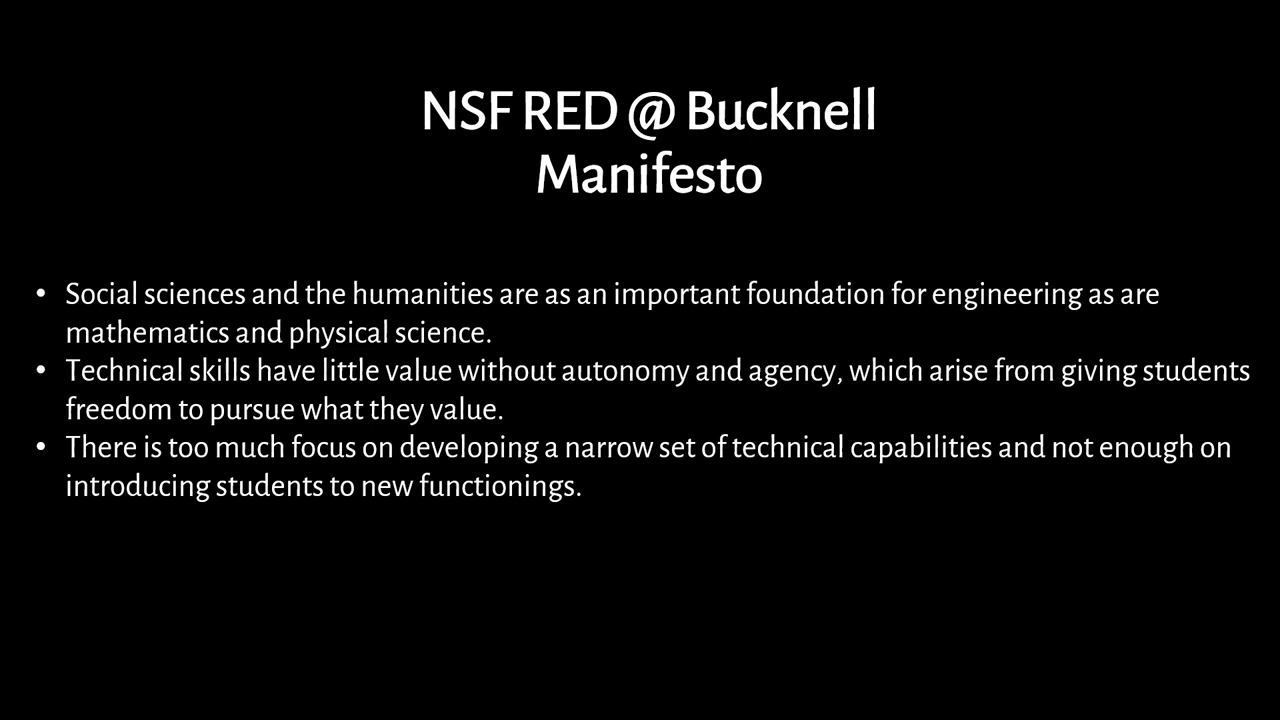 NSF RED @ Bucknell
Manifesto
• Social sciences and the humanities are as an important foundation for engineering as are
mathematics and physical science.
• Technical skills have little value without autonomy and agency, which arise from giving students
freedom to pursue what they value.
• There is too much focus on developing a narrow set of technical capabilities and not enough on
introducing students to new functionings.